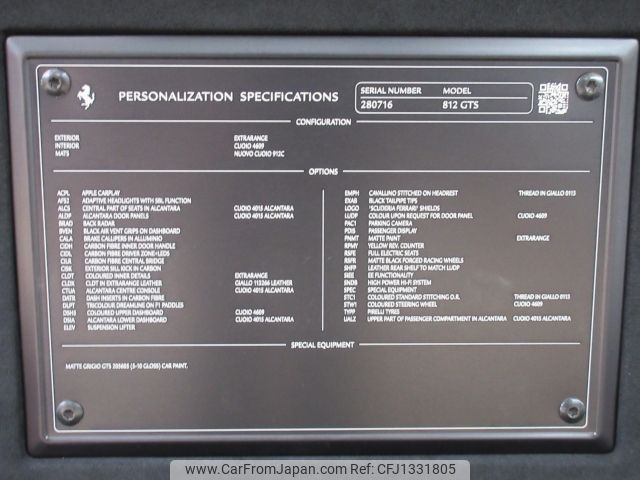 PERSONALIZATION SPECIFICATIONS
SERIAL NUMBER MODEL
280716 812 GTS
CONFIGURATION
EXTERIOR EXTRARANGE
INTERIOR CUOIO 4609
MATS NUOVO CUOIO 912C
OPTIONS
ACPL APPLE CARPLAY
AFS2 ADAPTIVE HEADLIGHTS WITH SBL FUNCTION
ALCS CENTRAL PART OF SEATS IN ALCANTARA CUOIO 4015 ALCANTARA
ALDP ALCANTARA DOOR PANELS CUOIO 4015 ALCANTARA
BRAD BACK RADAR
BVEN BLACK AIR VENT GRIPS ON DASHBOARD
CALA BRAKE CALLIPERS IN ALLUMINIO
CIDH CARBON FIBRE INNER DOOR HANDLE
CIDL CARBON FIBRE DRIVER ZONE+LEDS
CILR CARBON FIBRE CENTRAL BRIDGE
CISK EXTERIOR SILL KICK IN CARBON
CLDT COLOURED INNER DETAILS EXTRARANGE
CLDX CLDT IN EXTRARANGE LEATHER GIALLO 113266 LEATHER
CTUA ALCANTARA CENTRE CONSOLE CUOIO 4015 ALCANTARA
DATR DASH INSERTS IN CARBON FIBRE
DLPT TRICOLOUR DREAMLINE ON F1 PADDLES
DSH3 COLOURED UPPER DASHBOARD CUOIO 4609
DSIA ALCANTARA LOWER DASHBOARD CUOIO 4015 ALCANTARA
ELEV SUSPENSION LIFTER
EMPH CAVALLINO STITCHED ON HEADREST THREAD IN GIALLO 0113
EXAB BLACK TAILPIPE TIPS
LOGO "SCUDERIA FERRARI" SHIELDS
LUDP COLOUR UPON REQUEST FOR DOOR PANEL CUOIO 4609
PAC1 PARKING CAMERA
PDIS PASSENGER DISPLAY
PNMT MATTE PAINT EXTRARANGE
RPMY YELLOW REV. COUNTER
RSFE FULL ELECTRIC SEATS
RSFR MATTE BLACK FORGED RACING WHEELS
SHFP LEATHER REAR SHELF TO MATCH LUDP
SIEE EE FUNCTIONALITY
SNDB HIGH POWER HI-FI SYSTEM
SPEC SPECIAL EQUIPMENT
STC1 COLOURED STANDARD STITCHING O.R. THREAD IN GIALLO 0113
STW1 COLOURED STEERING WHEEL CUOIO 4609
TYPP PIRELLI TYRES
UALZ UPPER PART OF PASSENGER COMPARTMENT IN ALCANTARA CUOIO 4015 ALCANTARA
SPECIAL EQUIPMENT
MATTE GRIGIO GTS 203685 (5-10 GLOSS) CAR PAINT.
www.CarFromJapan.com CFJ1331805